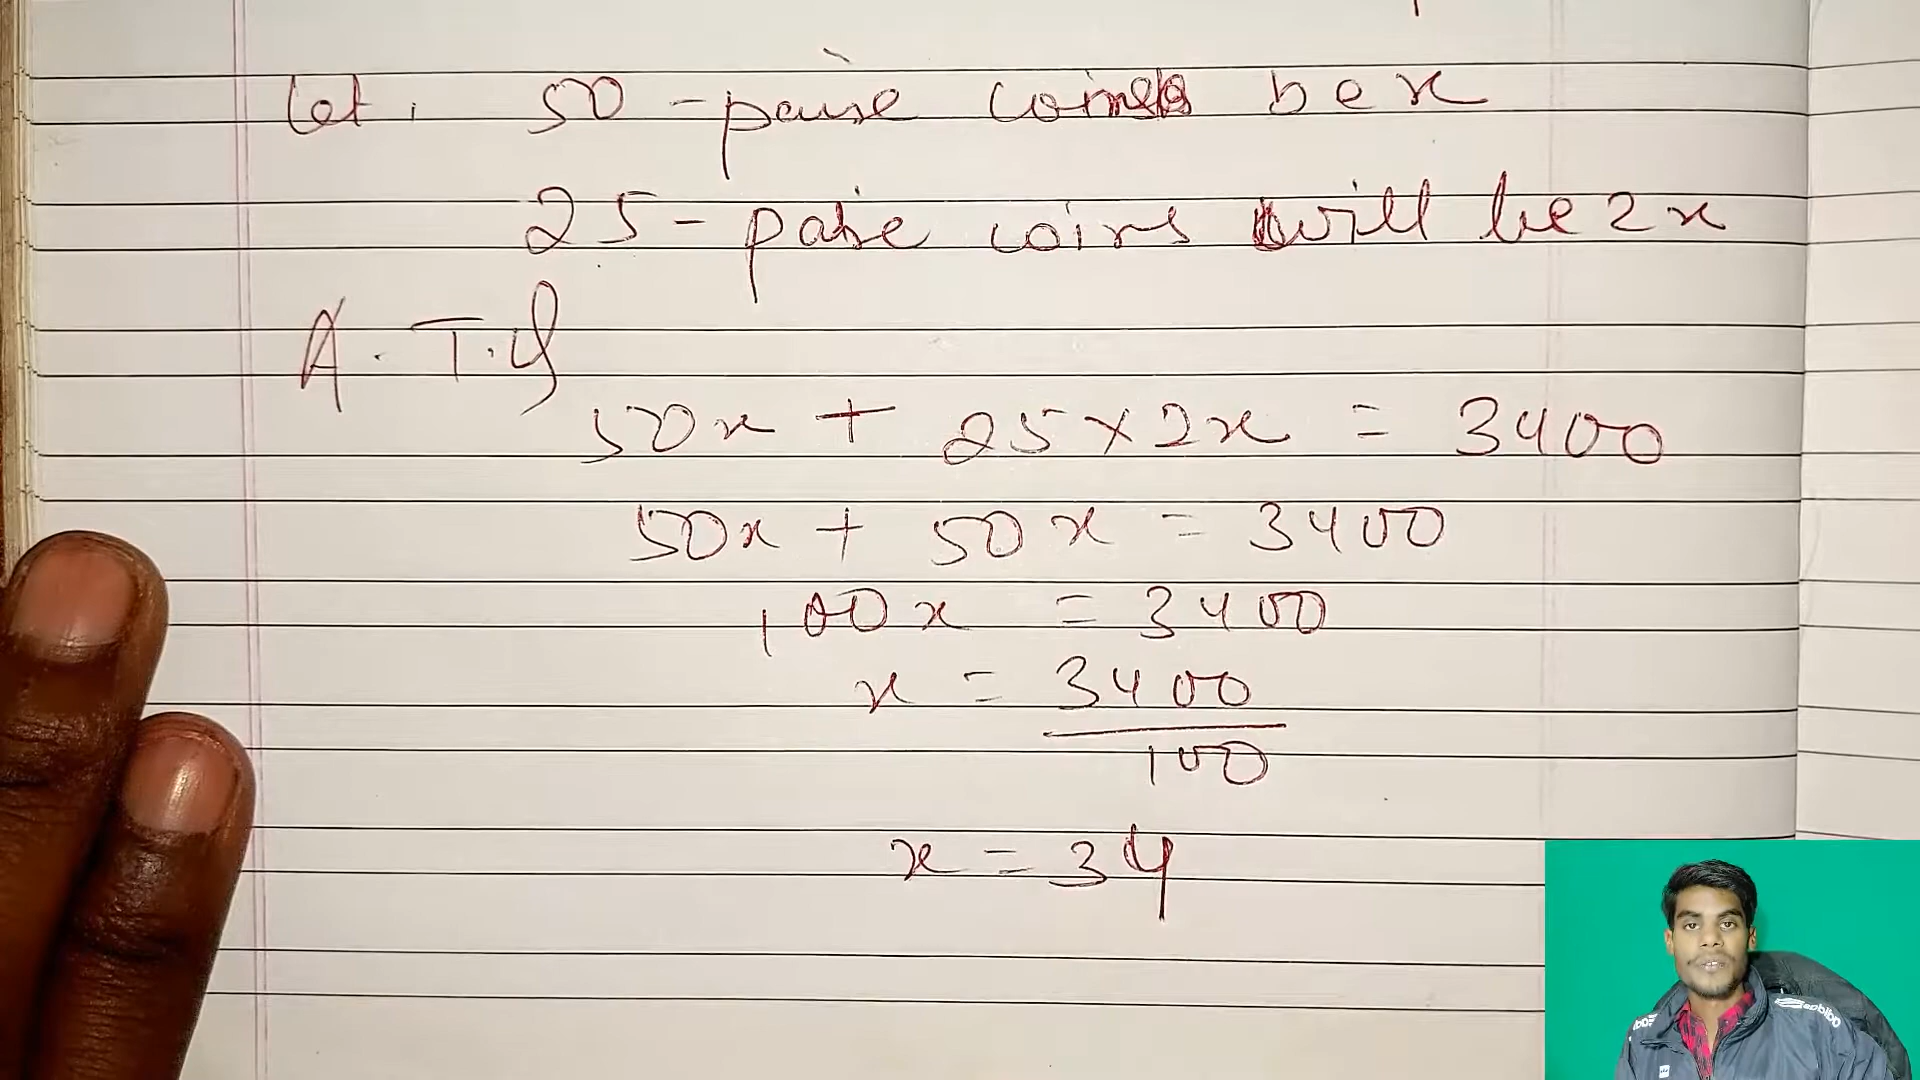 Let, 50-paise coins be x
25-paise coins will be 2x
A.T.Q
50x + 25×2x = 3400
50x + 50x = 3400
100x = 3400
x = 3400
100
x = 34
adidas